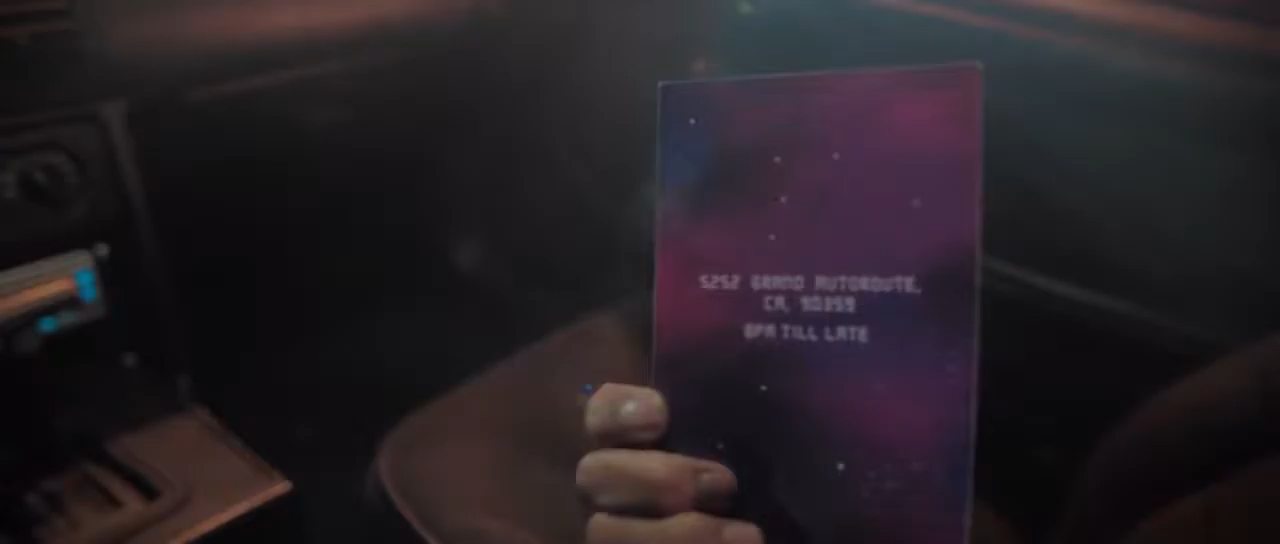 5252 GRAND AUTOROUTE,
CA, 90359
8PM TILL LATE